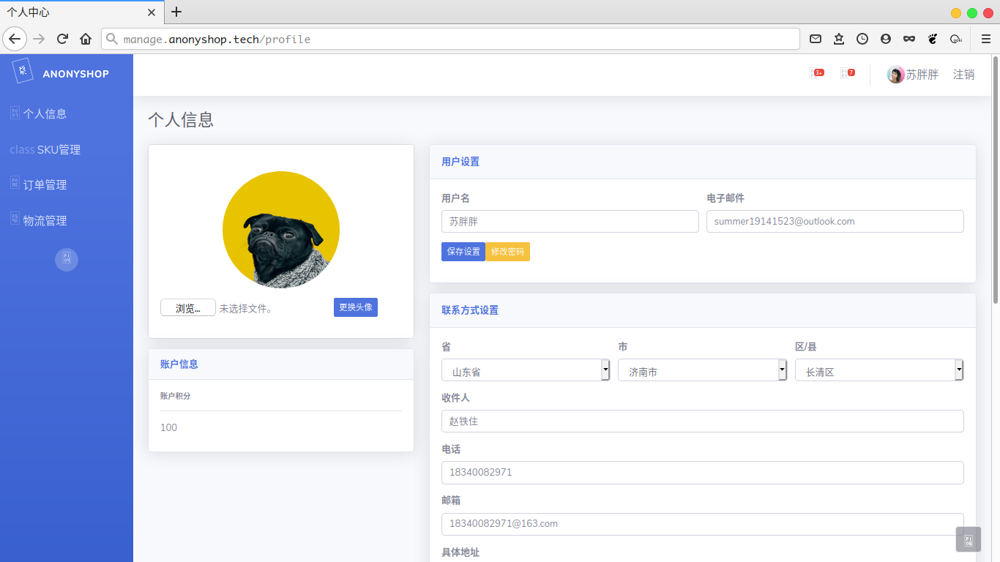 个人中心
manage.anonyshop.tech/profile
ANONYSHOP
3+
7
苏胖胖
注销
个人信息
class SKU管理
订单管理
物流管理
个人信息
浏览...
未选择文件。
更换头像
账户信息
账户积分
100
用户设置
用户名
电子邮件
苏胖胖
summer19141523@outlook.com
保存设置
修改密码
联系方式设置
省
市
区/县
山东省
济南市
长清区
收件人
赵铁住
电话
18340082971
邮箱
18340082971@163.com
具体地址